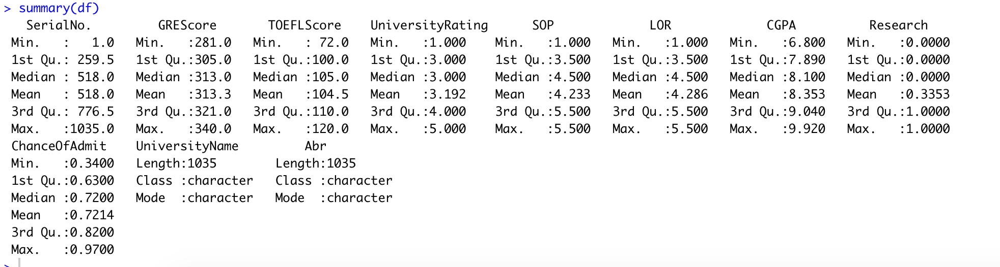 > summary(df)
   SerialNo.         GREScore       TOEFLScore    UniversityRating      SOP             LOR             CGPA          Research     
 Min.   :   1.0   Min.   :281.0   Min.   : 72.0   Min.   :1.000    Min.   :1.000   Min.   :1.000   Min.   :6.800   Min.   :0.0000  
 1st Qu.: 259.5   1st Qu.:305.0   1st Qu.:100.0   1st Qu.:3.000    1st Qu.:3.500   1st Qu.:3.500   1st Qu.:7.890   1st Qu.:0.0000  
 Median : 518.0   Median :313.0   Median :105.0   Median :3.000    Median :4.500   Median :4.500   Median :8.100   Median :0.0000  
 Mean   : 518.0   Mean   :313.3   Mean   :104.5   Mean   :3.192    Mean   :4.233   Mean   :4.286   Mean   :8.353   Mean   :0.3353  
 3rd Qu.: 776.5   3rd Qu.:321.0   3rd Qu.:110.0   3rd Qu.:4.000    3rd Qu.:5.500   3rd Qu.:5.500   3rd Qu.:9.040   3rd Qu.:1.0000  
 Max.   :1035.0   Max.   :340.0   Max.   :120.0   Max.   :5.000    Max.   :5.500   Max.   :5.500   Max.   :9.920   Max.   :1.0000  
 ChanceOfAdmit   UniversityName         Abr
 Min.   :0.3400   Length:1035        Length:1035
 1st Qu.:0.6300   Class :character   Class :character
 Median :0.7200   Mode  :character   Mode  :character
 Mean   :0.7214
 3rd Qu.:0.8200
 Max.   :0.9700
>